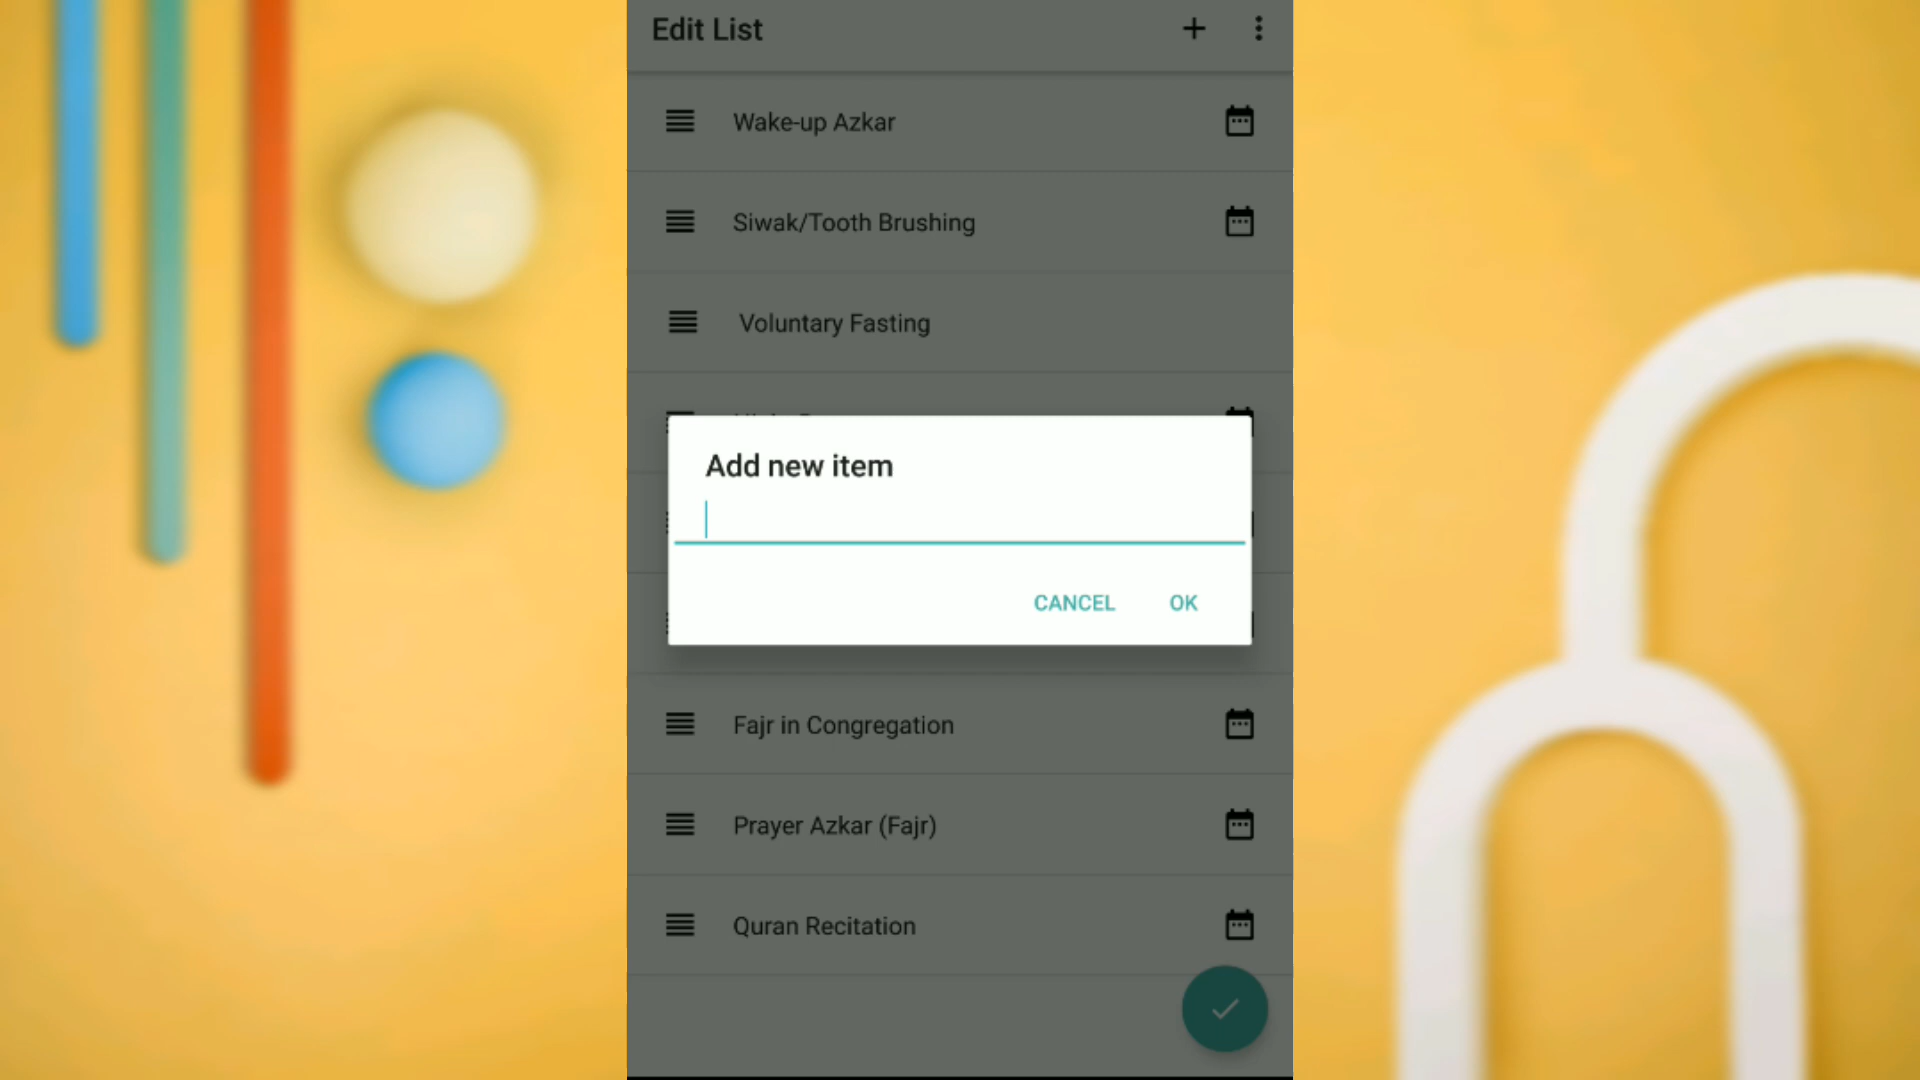 Edit List
Wake-up Azkar
Siwak/Tooth Brushing
Voluntary Fasting
Add new item
CANCEL OK
Fajr in Congregation
Prayer Azkar (Fajr)
Quran Recitation